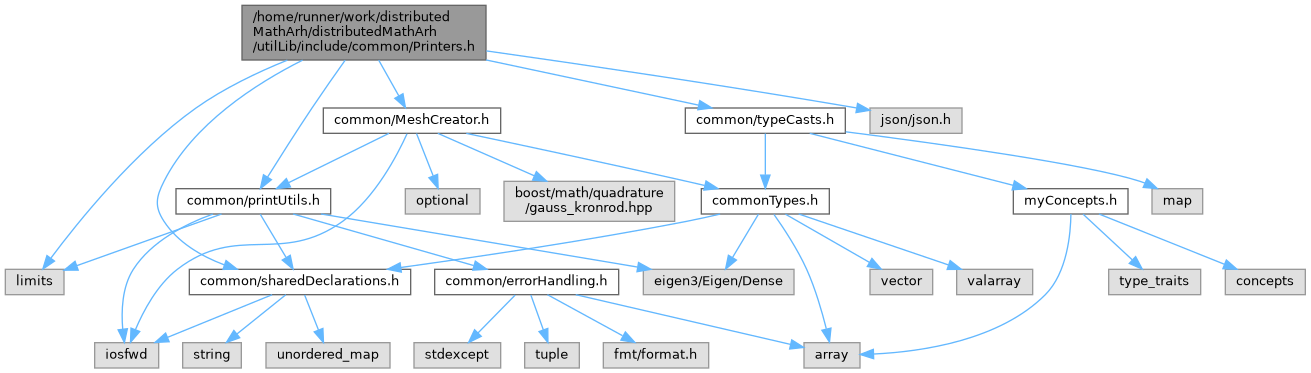 /home/runner/work/distributed
MathArh/distributedMathArh
/utilLib/include/common/Printers.h
common/MeshCreator.h
common/typeCasts.h
json/json.h
common/printUtils.h
optional
boost/math/quadrature
/gauss_kronrod.hpp
commonTypes.h
myConcepts.h
map
limits
common/sharedDeclarations.h
common/errorHandling.h
eigen3/Eigen/Dense
vector
valarray
type_traits
concepts
iosfwd
string
unordered_map
stdexcept
tuple
fmt/format.h
array